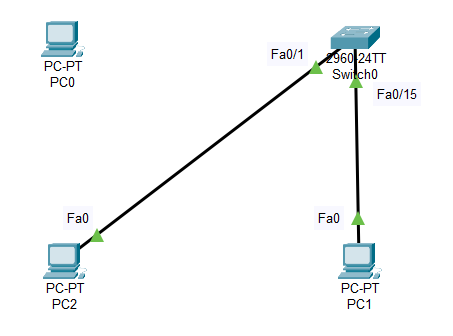 Fa0/1
2960-24TT
Switch0
PC-PT
PC0
Fa0/15
Fa0
Fa0
PC-PT
PC2
PC-PT
PC1